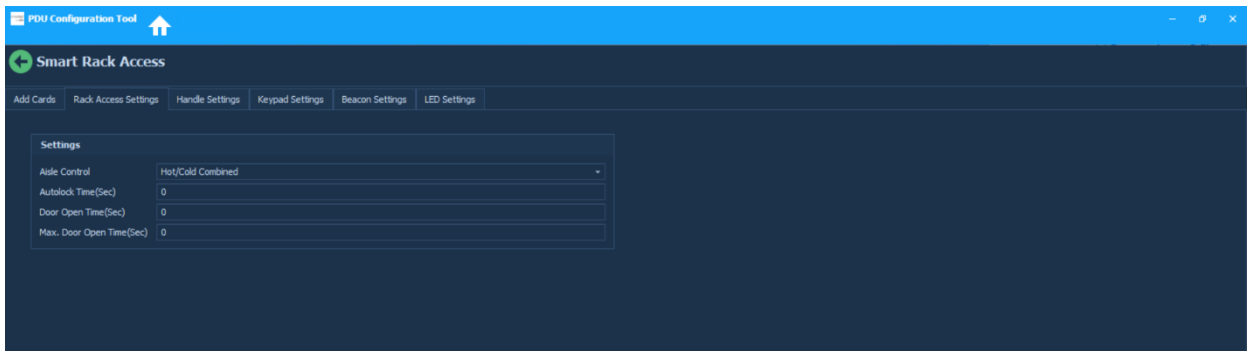 PDU Configuration Tool
Smart Rack Access
Add Cards Rack Access Settings Handle Settings Keypad Settings Beacon Settings LED Settings
Settings
Aisle Control Hot/Cold Combined
Autolock Time(Sec) 0
Door Open Time(Sec) 0
Max. Door Open Time(Sec) 0